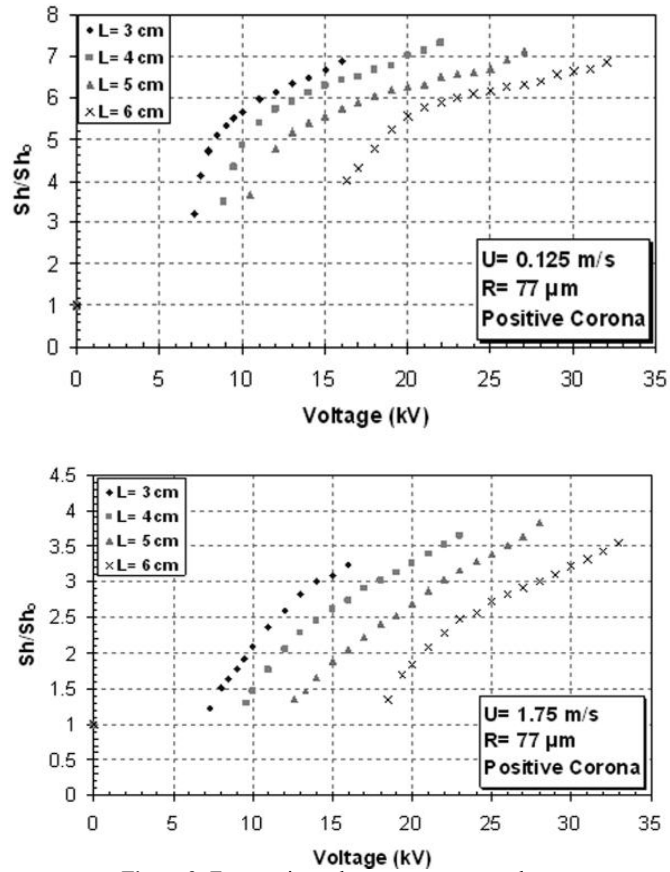 8
7
6
5
4
3
2
1
0
Sh/Sho
L= 3 cm
L= 4 cm
L= 5 cm
L= 6 cm
U= 0.125 m/s
R= 77 µm
Positive Corona
0 5 10 15 20 25 30 35
Voltage (kV)
4.5
4
3.5
3
2.5
2
1.5
1
0.5
0
Sh/Sho
L= 3 cm
L= 4 cm
L= 5 cm
L= 6 cm
U= 1.75 m/s
R= 77 µm
Positive Corona
0 5 10 15 20 25 30 35
Voltage (kV)